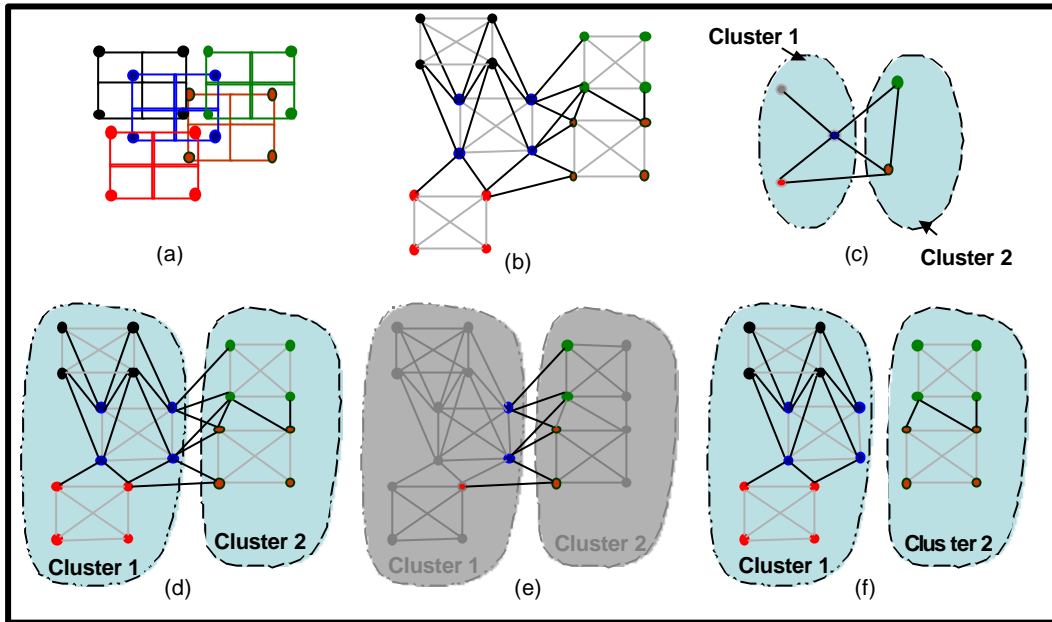 Cluster 1
Cluster 2
(a)
(b)
(c)
Cluster 1
Cluster 2
(d)
Cluster 1
Cluster 2
(e)
Cluster 1
Clus ter 2
(f)